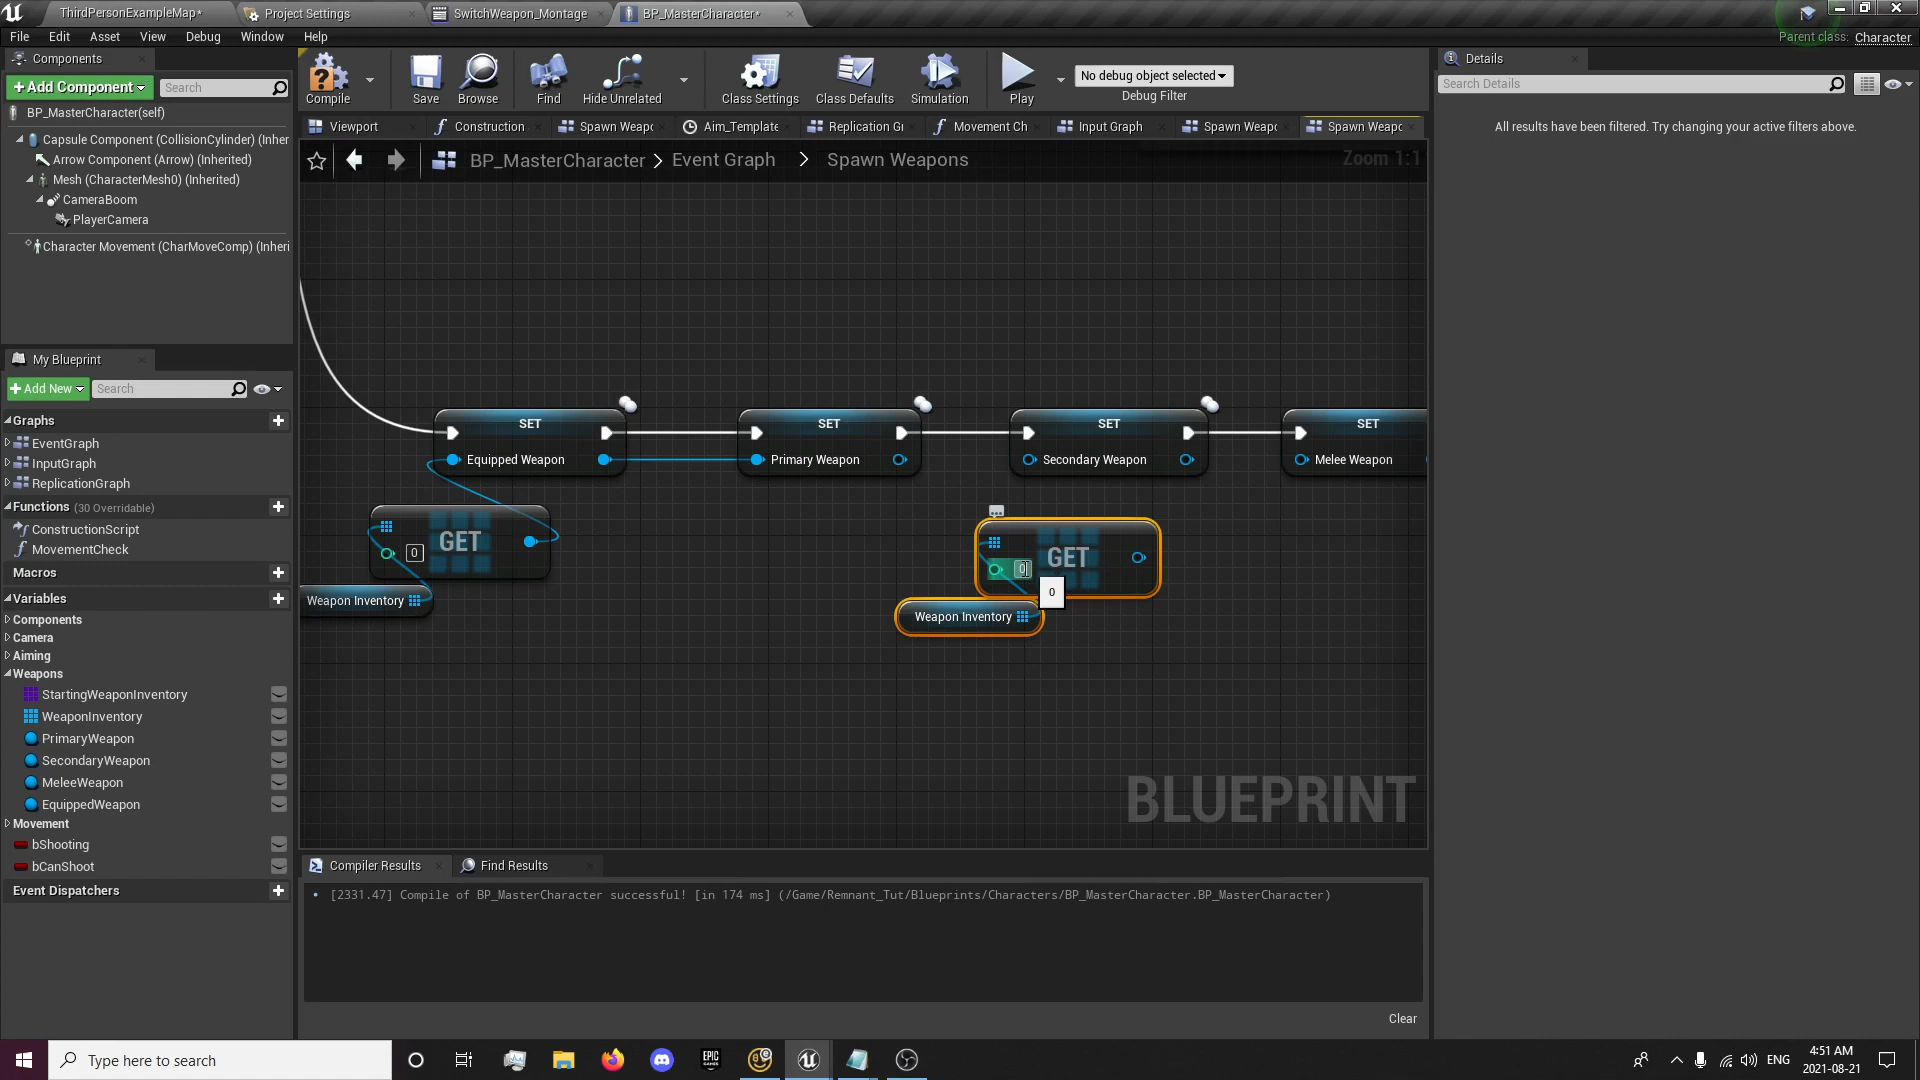 ThirdPersonExampleMap*
Project Settings
SwitchWeapon_Montage
BP_MasterCharacter*
File
Edit
Asset
View
Debug
Window
Help
Parent class:
Character
Components
+Add Component
Search
BP_MasterCharacter(self)
Capsule Component (CollisionCylinder) (Inher
Arrow Component (Arrow) (Inherited)
Mesh (CharacterMesh0) (Inherited)
CameraBoom
PlayerCamera
Character Movement (CharMoveComp) (Inheri
Compile
Save
Browse
Find
Hide Unrelated
Class Settings
Class Defaults
Simulation
Play
No debug object selected
Debug Filter
Viewport
Construction
Spawn Weapo
Aim_Template
Replication Gr
Movement Ch
Input Graph
Spawn Weapo
Spawn Weapo
BP_MasterCharacter
Event Graph
Spawn Weapons
Zoom 1:1
My Blueprint
+Add New
Search
Graphs
EventGraph
InputGraph
ReplicationGraph
Functions (30 Overridable)
ConstructionScript
MovementCheck
Macros
Variables
Components
Camera
Aiming
Weapons
StartingWeaponInventory
WeaponInventory
PrimaryWeapon
SecondaryWeapon
MeleeWeapon
EquippedWeapon
Movement
bShooting
bCanShoot
Event Dispatchers
SET
Equipped Weapon
SET
Primary Weapon
SET
Secondary Weapon
SET
Melee Weapon
GET
0
Weapon Inventory
GET
0
0
Weapon Inventory
BLUEPRINT
Compiler Results
Find Results
[2331.47] Compile of BP_MasterCharacter successful! [in 174 ms] (/Game/Remnant_Tut/Blueprints/Characters/BP_MasterCharacter.BP_MasterCharacter)
Clear
Details
Search Details
All results have been filtered. Try changing your active filters above.
Type here to search
EPIC
GAMES
ENG
4:51 AM
2021-08-21